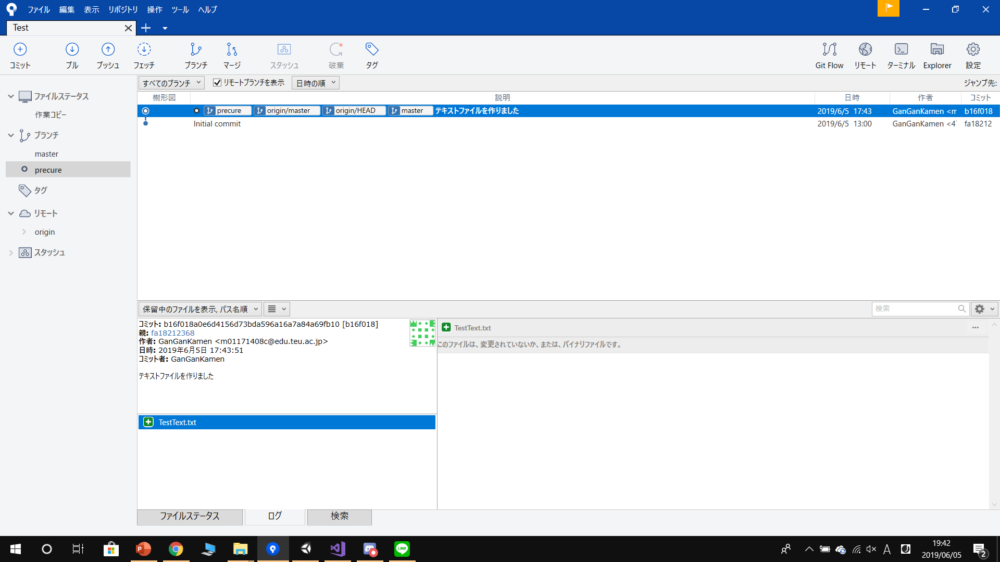 ファイル 編集 表示 リポジトリ 操作 ツール ヘルプ
Test
コミット プル プッシュ フェッチ ブランチ マージ スタッシュ 破棄 タグ Git Flow リモート ターミナル Explorer 設定
すべてのブランチ リモートブランチを表示 日時の順 ジャンプ先:
樹形図 説明 日時 作者 コミット
precure origin/master origin/HEAD master テキストファイルを作りました 2019/6/5 17:43 GanGanKamen <m b16f018
Initial commit 2019/6/5 13:00 GanGanKamen <4 fa18212
ファイルステータス
作業コピー
ブランチ
master
precure
タグ
リモート
origin
スタッシュ
保留中のファイルを表示, パス名順 検索
コミット: b16f018a0e6d4156d73bda596a16a7a84a69fb10 [b16f018]
親: fa18212368
作者: GanGanKamen <m01171408c@edu.teu.ac.jp>
日時: 2019年6月5日 17:43:51
コミット者: GanGanKamen
テキストファイルを作りました
TestText.txt
TestText.txt
このファイルは、変更されていないか、または、バイナリファイルです。
ファイルステータス ログ 検索
P LINE A J 19:42
2019/06/05 2